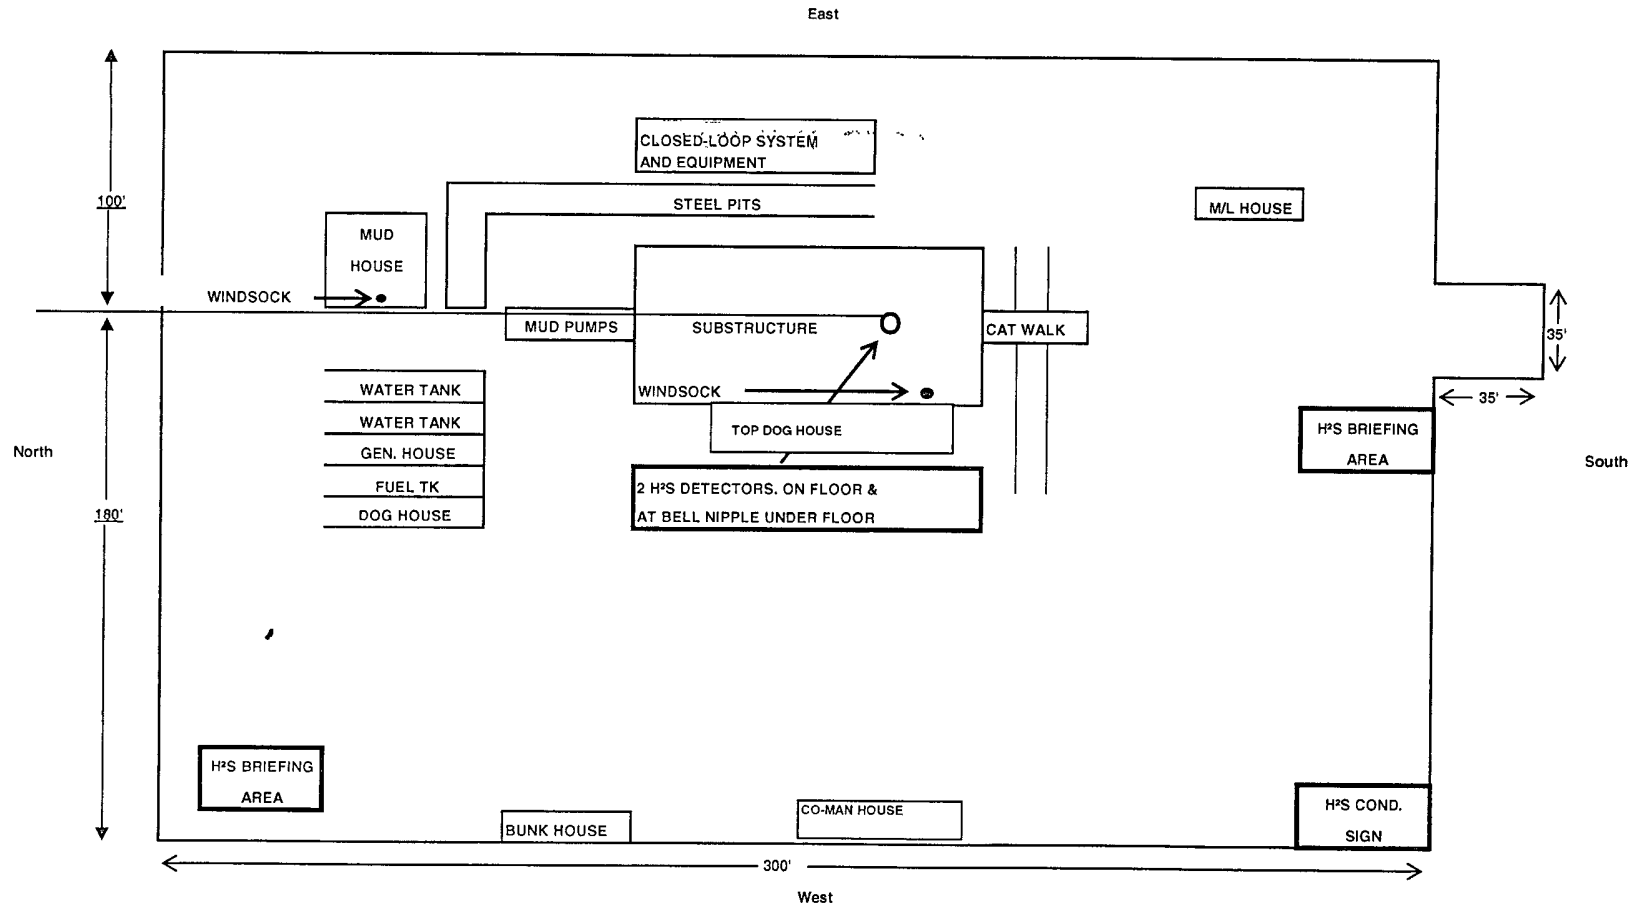 East
CLOSED-LOOP SYSTEM
AND EQUIPMENT
100'
STEEL PITS
M/L HOUSE
MUD
HOUSE
WINDSOCK
MUD PUMPS
SUBSTRUCTURE
CAT WALK
35'
WATER TANK
WINDSOCK
35'
WATER TANK
TOP DOG HOUSE
H²S BRIEFING
AREA
North
GEN. HOUSE
South
FUEL TK
2 H²S DETECTORS. ON FLOOR &
180'
DOG HOUSE
AT BELL NIPPLE UNDER FLOOR
H²S BRIEFING
AREA
BUNK HOUSE
CO-MAN HOUSE
H²S COND.
SIGN
300'
West